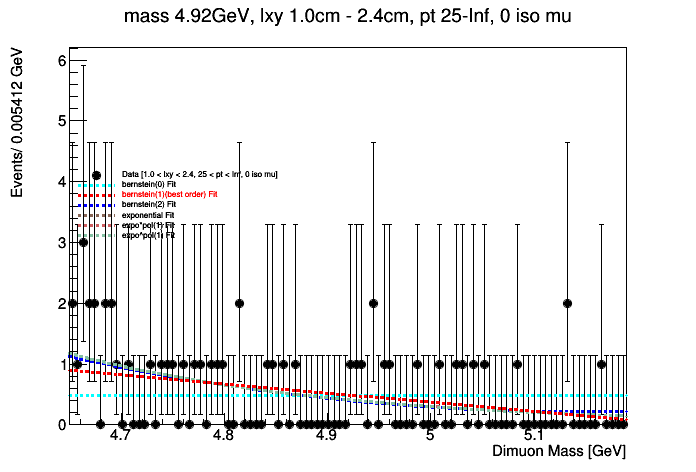 mass 4.92GeV, lxy 1.0cm - 2.4cm, pt 25-Inf, 0 iso mu
Events/ 0.005412 GeV
6
5
4
3
2
1
0
Data [1.0 < lxy < 2.4, 25 < pt < Inf, 0 iso mu]
bernstein(0) Fit
bernstein(1)(best order) Fit
bernstein(2) Fit
exponential Fit
expo*pol(1) Fit
expo^pol(1) Fit
4.7
4.8
4.9
5
5.1
Dimuon Mass [GeV]